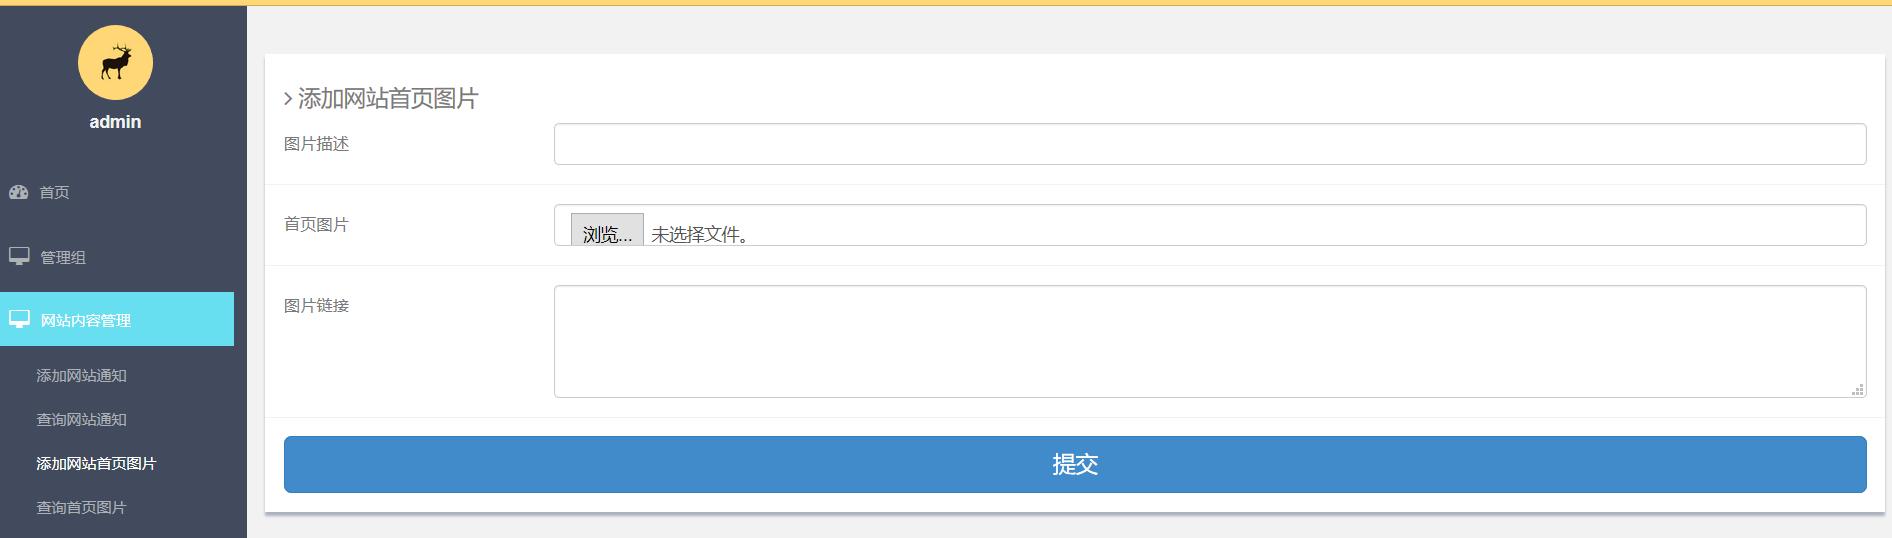 admin
首页
管理组
网站内容管理
添加网站通知
查询网站通知
添加网站首页图片
查询首页图片
添加网站首页图片
图片描述
首页图片
浏览... 未选择文件。
图片链接
提交